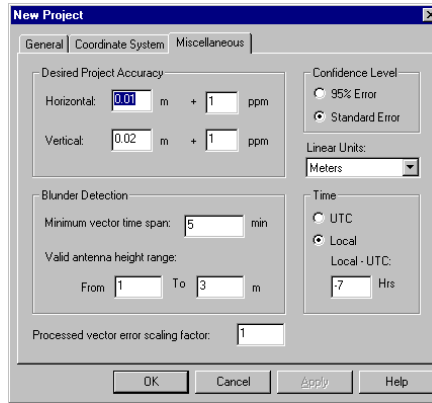 New Project
General Coordinate System Miscellaneous
Desired Project Accuracy
Horizontal: 0.01 m + 1 ppm
Vertical: 0.02 m + 1 ppm
Confidence Level
95% Error
Standard Error
Linear Units:
Meters
Blunder Detection
Minimum vector time span: 5 min
Valid antenna height range:
From 1 To 3 m
Time
UTC
Local
Local - UTC:
-7 Hrs
Processed vector error scaling factor: 1
OK Cancel Apply Help